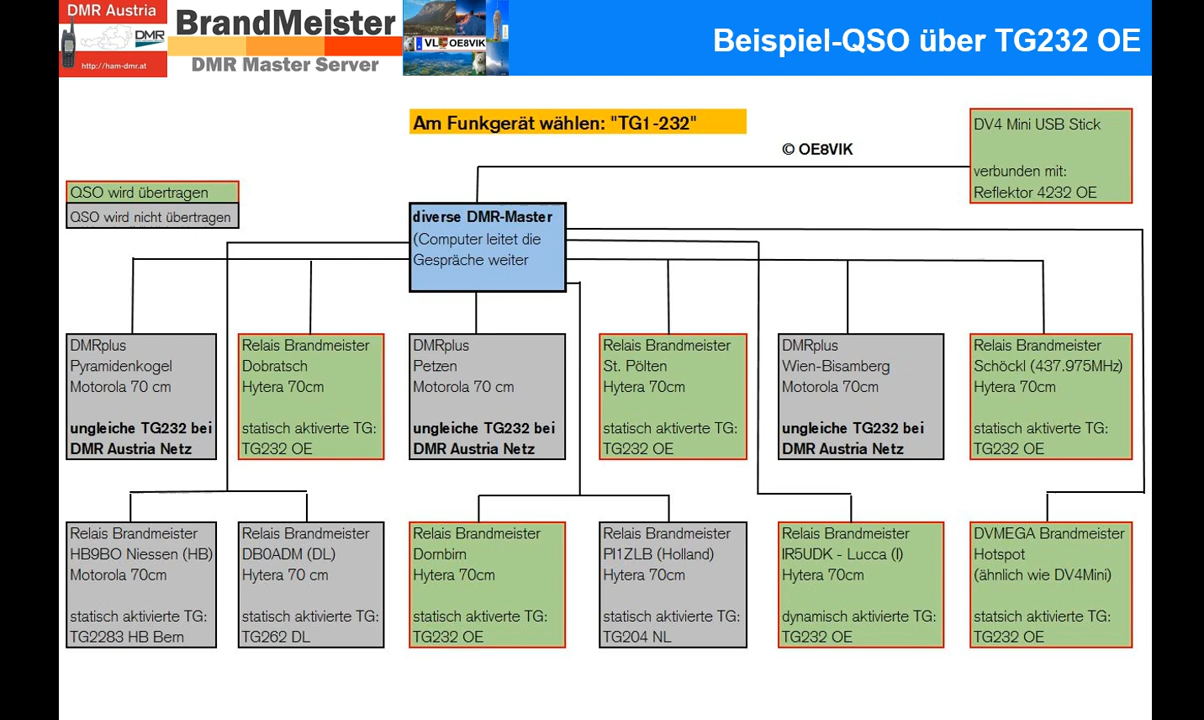 DMR Austria
DMR
http://ham-dmr.at
BrandMeister
DMR Master Server
VL OE8VIK
Beispiel-QSO über TG232 OE
Am Funkgerät wählen: "TG1-232"
© OE8VIK
DV4 Mini USB Stick
verbunden mit:
Reflektor 4232 OE
QSO wird übertragen
QSO wird nicht übertragen
diverse DMR-Master
(Computer leitet die
Gespräche weiter
DMRplus
Pyramidenkogel
Motorola 70 cm
ungleiche TG232 bei
DMR Austria Netz
Relais Brandmeister
Dobratsch
Hytera 70cm
statisch aktivierte TG:
TG232 OE
DMRplus
Petzen
Motorola 70 cm
ungleiche TG232 bei
DMR Austria Netz
Relais Brandmeister
St. Pölten
Hytera 70cm
statisch aktivierte TG:
TG232 OE
DMRplus
Wien-Bisamberg
Motorola 70cm
ungleiche TG232 bei
DMR Austria Netz
Relais Brandmeister
Schöckl (437.975MHz)
Hytera 70cm
statisch aktivierte TG:
TG232 OE
Relais Brandmeister
HB9BO Niessen (HB)
Motorola 70cm
statisch aktivierte TG:
TG2283 HB Bern
Relais Brandmeister
DB0ADM (DL)
Hytera 70 cm
statisch aktivierte TG:
TG262 DL
Relais Brandmeister
Dornbirn
Hytera 70cm
statisch aktivierte TG:
TG232 OE
Relais Brandmeister
PI1ZLB (Holland)
Hytera 70cm
statisch aktivierte TG:
TG204 NL
Relais Brandmeister
IR5UDK - Lucca (I)
Hytera 70cm
dynamisch aktivierte TG:
TG232 OE
DVMEGA Brandmeister
Hotspot
(ähnlich wie DV4Mini)
statsich aktivierte TG:
TG232 OE